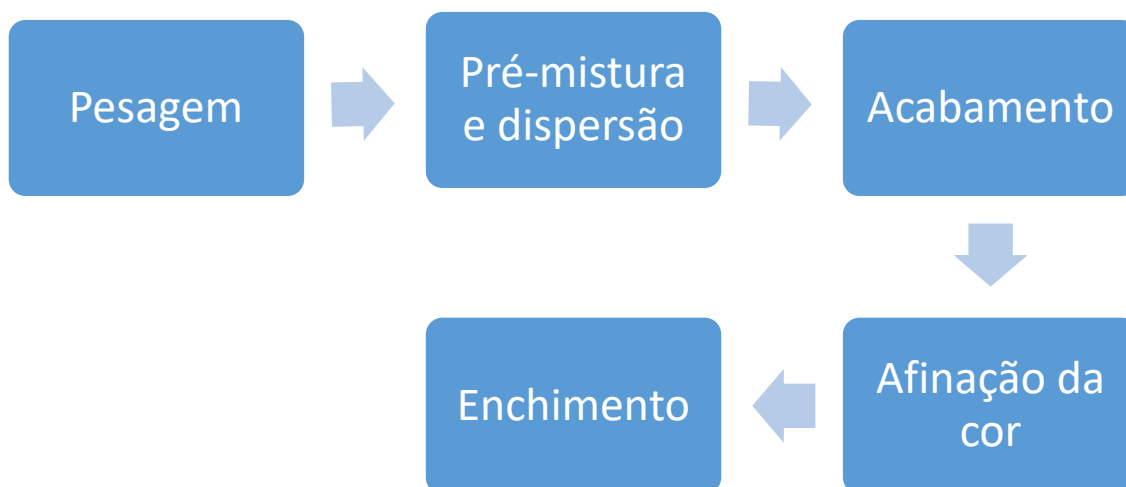 Pesagem
Pré-mistura
e dispersão
Acabamento
Afinação da
cor
Enchimento